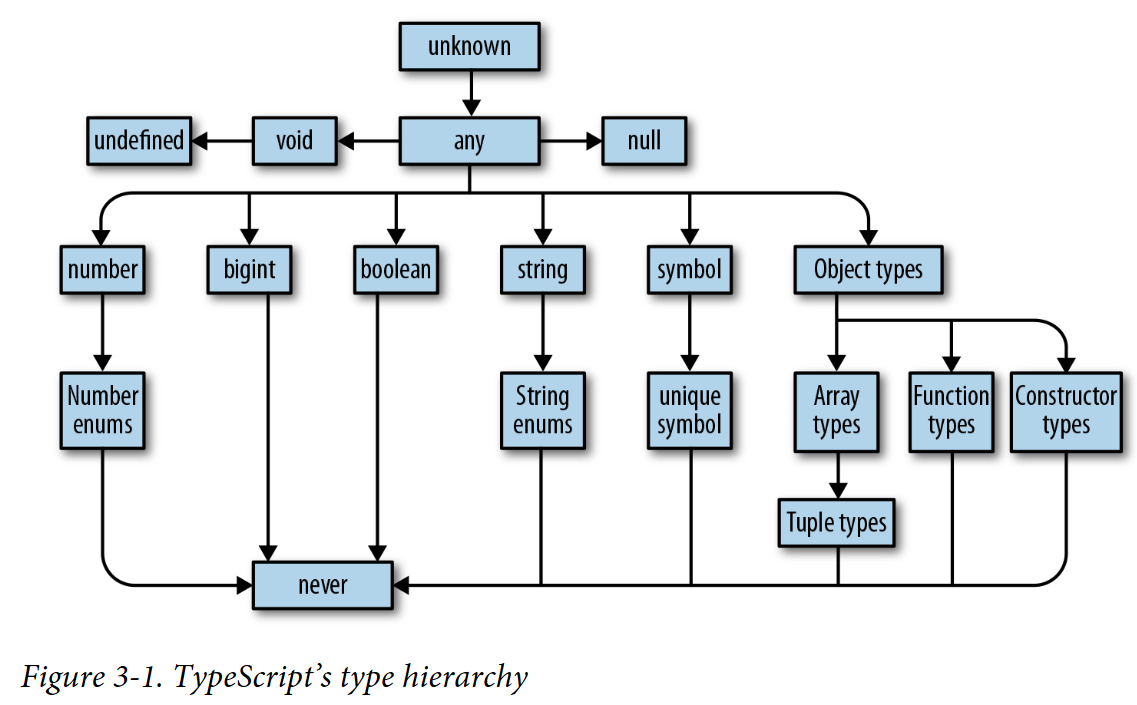 unknown
undefined
void
any
null
number
bigint
boolean
string
symbol
Object types
Number
enums
String
enums
unique
symbol
Array
types
Function
types
Constructor
types
Tuple types
never
Figure 3-1. TypeScript’s type hierarchy